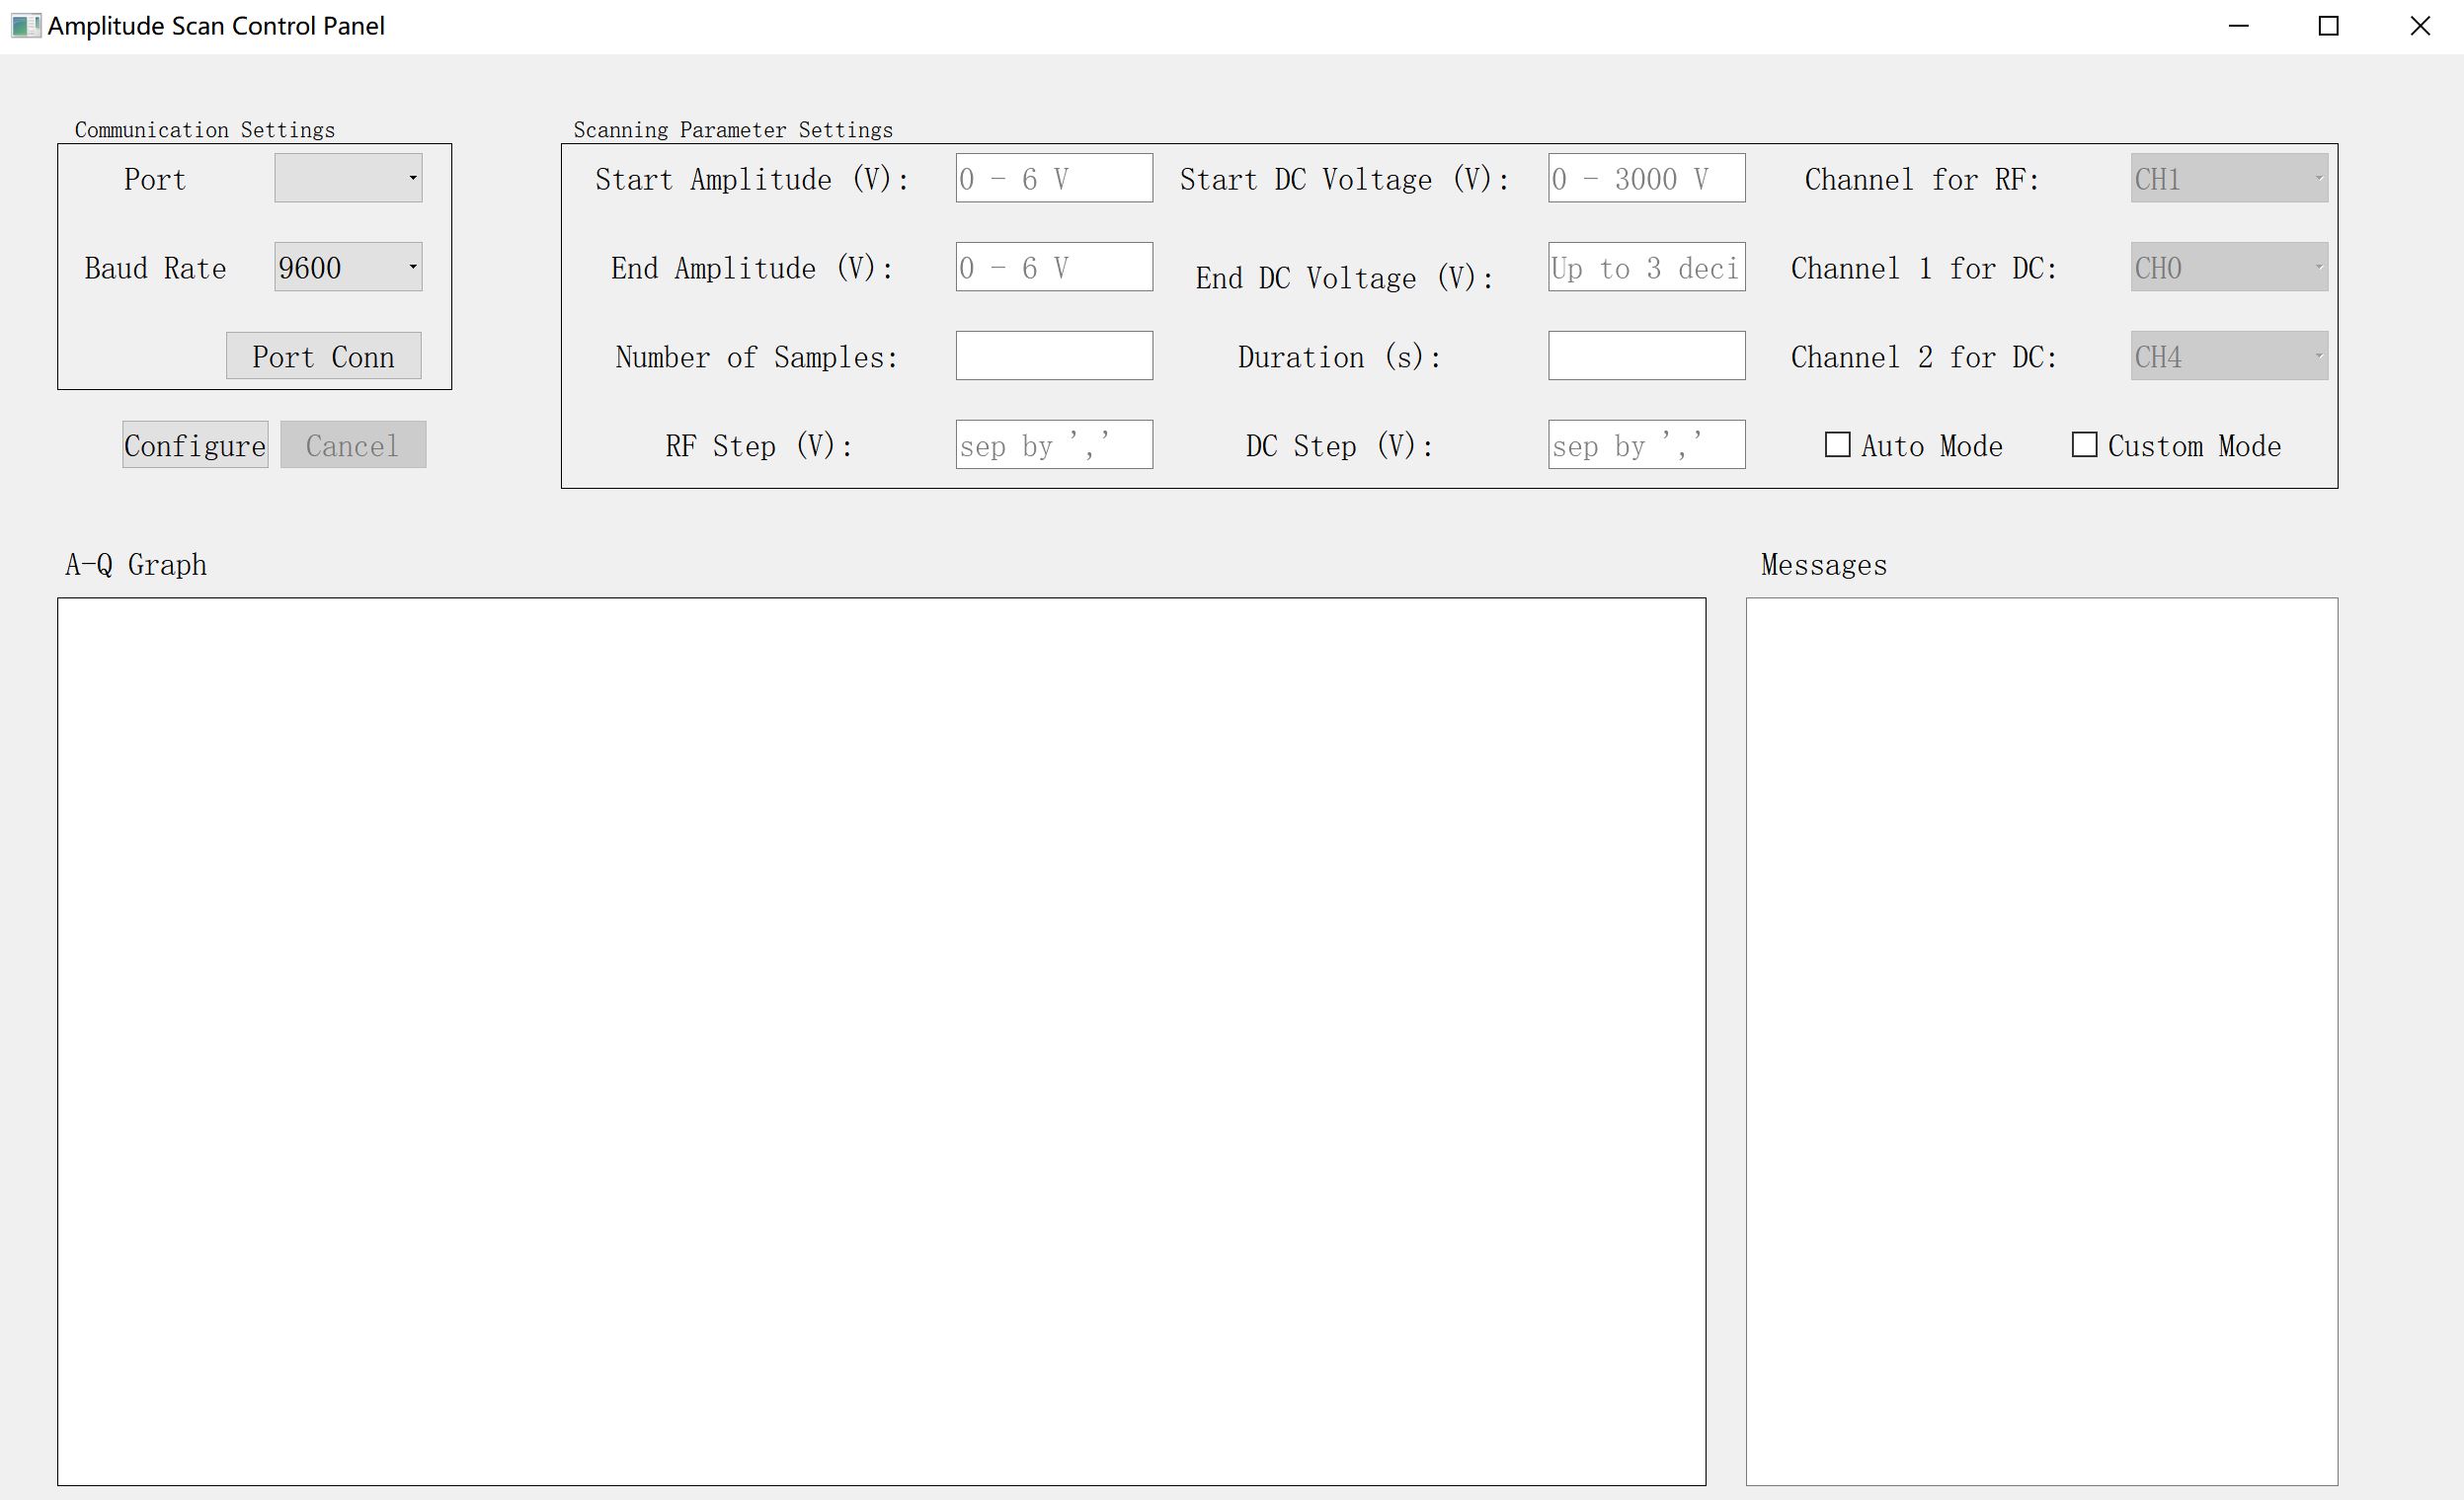 Amplitude Scan Control Panel
Communication Settings
Port
Baud Rate 9600
Port Conn
Configure Cancel
Scanning Parameter Settings
Start Amplitude (V): 0 - 6 V Start DC Voltage (V): 0 - 3000 V Channel for RF: CH1
End Amplitude (V): 0 - 6 V End DC Voltage (V): Up to 3 deci Channel 1 for DC: CH0
Number of Samples: Duration (s): Channel 2 for DC: CH4
RF Step (V): sep by ',' DC Step (V): sep by ',' Auto Mode Custom Mode
A-Q Graph
Messages